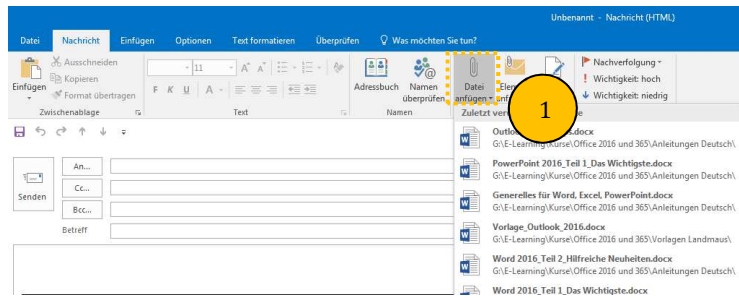 Unbenannt - Nachricht (HTML)
Datei Nachricht Einfügen Optionen Text formatieren Überprüfen Was möchten Sie tun?
Ausschneiden
Kopieren
Format übertragen
Einfügen
Zwischenablage
11
F K U A
Text
Adressbuch Namen überprüfen
Namen
Datei anfügen
1
Nachverfolgung
Wichtigkeit: hoch
Wichtigkeit: niedrig
Zuletzt
.docx
G:\E-Learning\Kurse\Office 2016 und 365\Anleitungen Deutsch\
PowerPoint 2016_Teil 1_Das Wichtigste.docx
G:\E-Learning\Kurse\Office 2016 und 365\Anleitungen Deutsch\
Generelles für Word, Excel, PowerPoint.docx
G:\E-Learning\Kurse\Office 2016 und 365\Anleitungen Deutsch\
Vorlage_Outlook_2016.docx
G:\E-Learning\Kurse\Office 2016 und 365\Vorlagen Landmaus\
Word 2016_Teil 2_Hilfreiche Neuheiten.docx
G:\E-Learning\Kurse\Office 2016 und 365\Anleitungen Deutsch\
Word 2016_Teil 1_Das Wichtigste.docx
Senden
An...
Cc...
Bcc...
Betreff